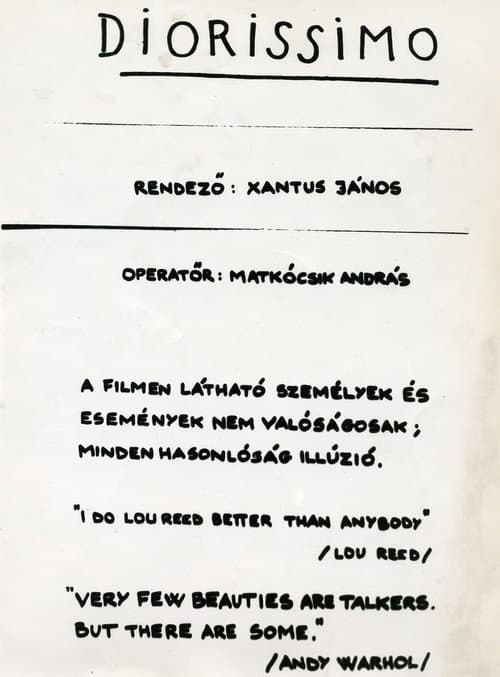 DIORISSIMO
RENDEZŐ: XANTUS JÁNOS
OPERATŐR: MATKÓCSIK ANDRÁS
A FILMEN LÁTHATÓ SZEMÉLYEK ÉS
ESEMÉNYEK NEM VALÓSÁGOSAK;
MINDEN HASONLÓSÁG ILLÚZIÓ.
"I DO LOU REED BETTER THAN ANYBODY"
/LOU REED/
"VERY FEW BEAUTIES ARE TALKERS.
BUT THERE ARE SOME."
/ANDY WARHOL/